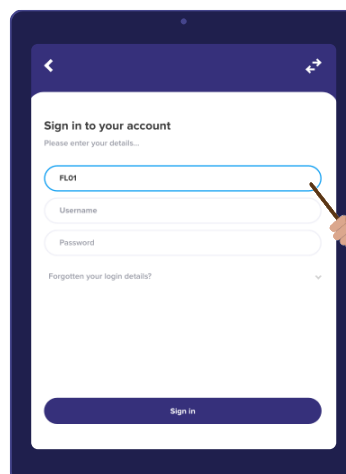 Sign in to your account
Please enter your details...
FL01
Username
Password
Forgotten your login details?
Sign in